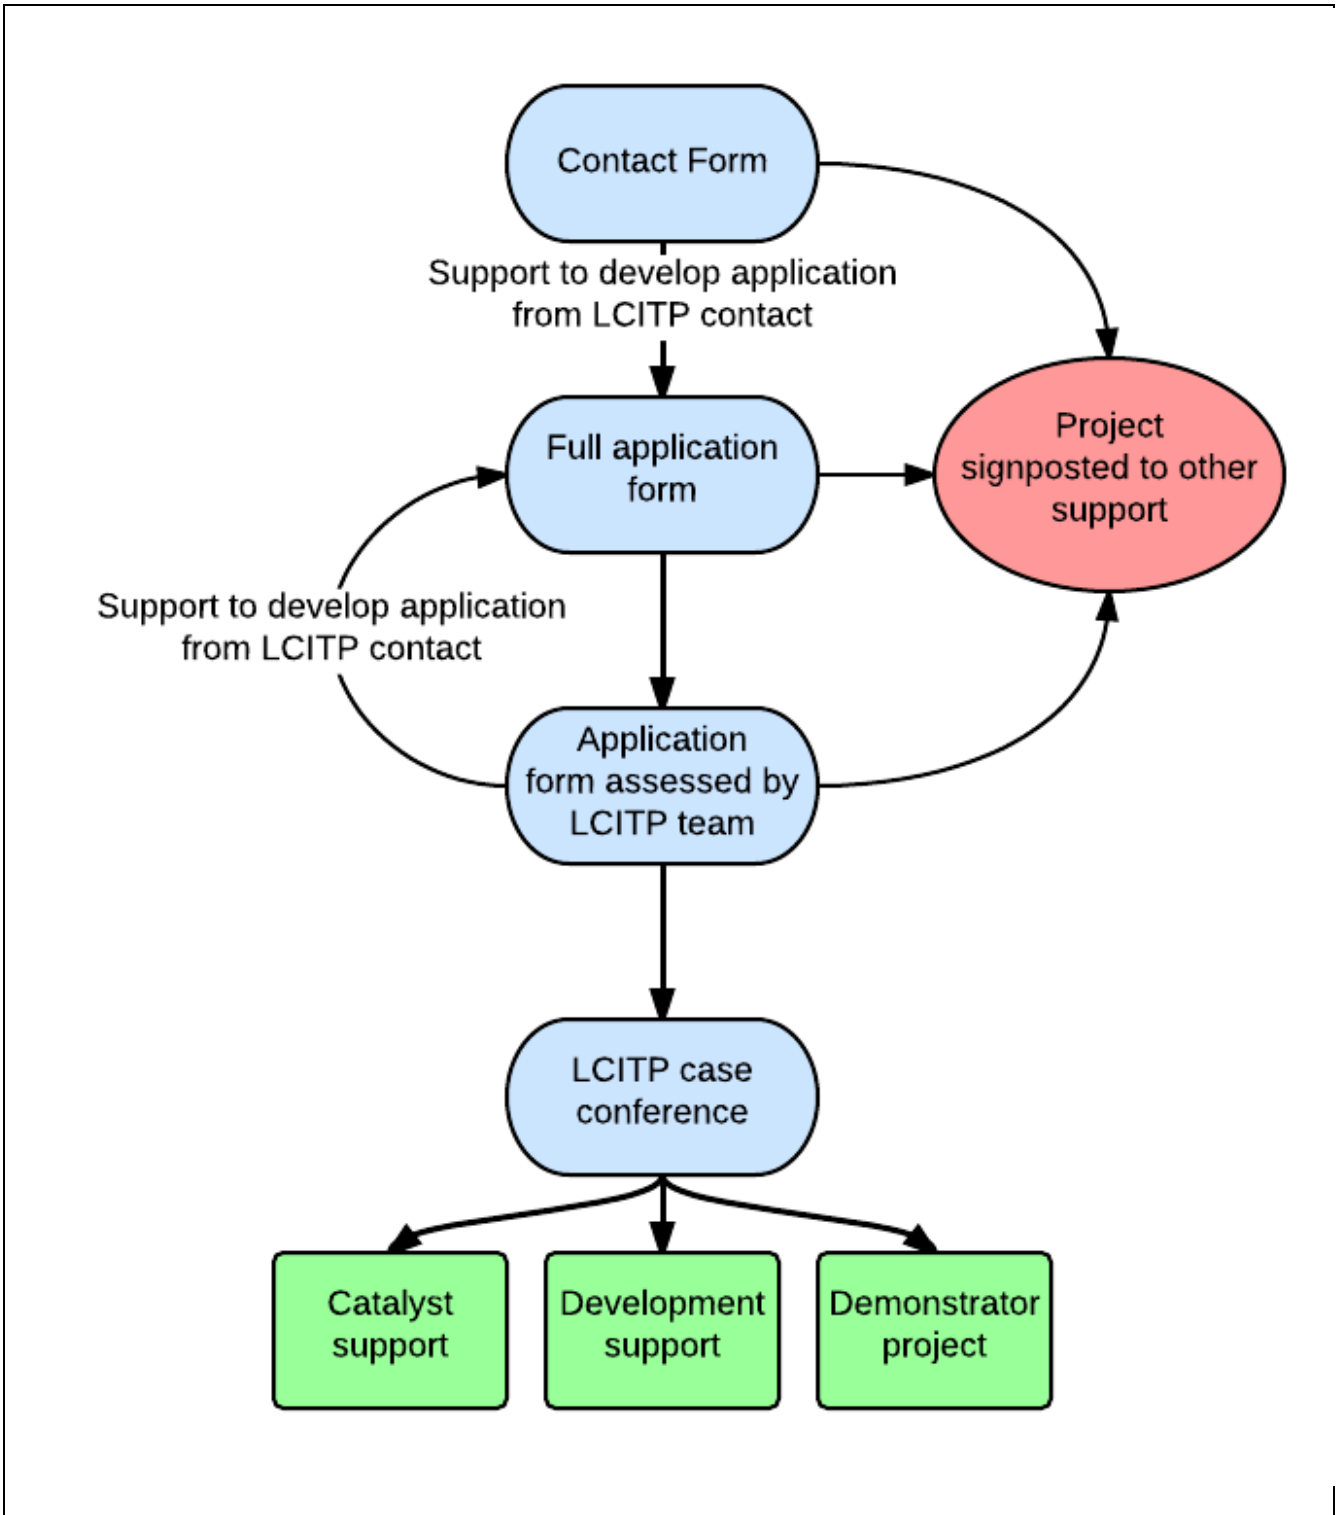 Contact Form
Support to develop application
from LCITP contact
Full application
form
Project
signposted to other
support
Support to develop application
from LCITP contact
Application
form assessed by
LCITP team
LCITP case
conference
Catalyst
support
Development
support
Demonstrator
project